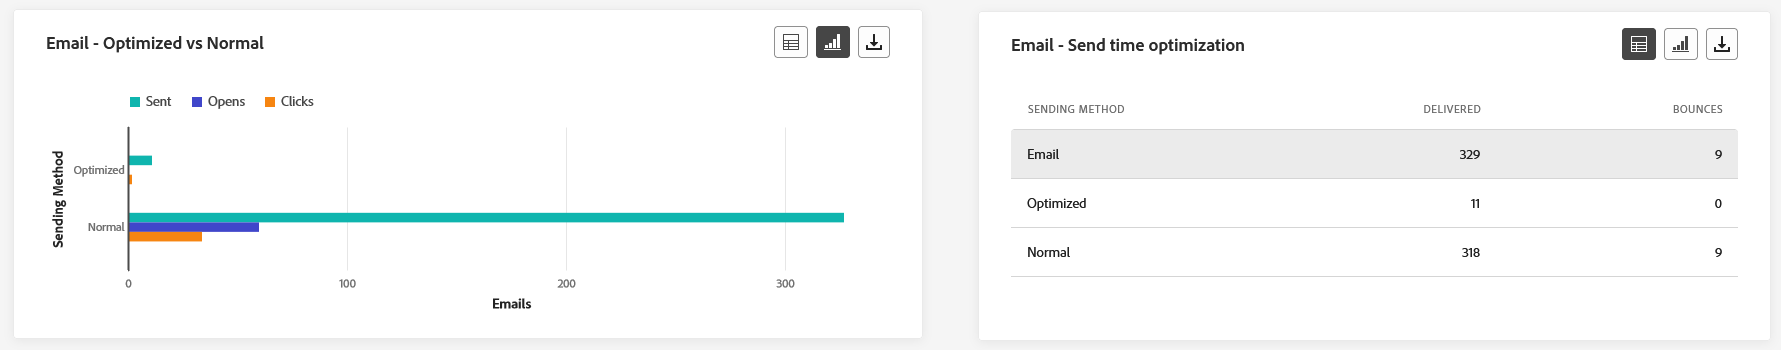 Email - Optimized vs Normal
Sent Opens Clicks
Sending Method
Optimized
Normal
0 100 200 300
Emails
Email - Send time optimization
SENDING METHOD DELIVERED BOUNCES
Email 329 9
Optimized 11 0
Normal 318 9